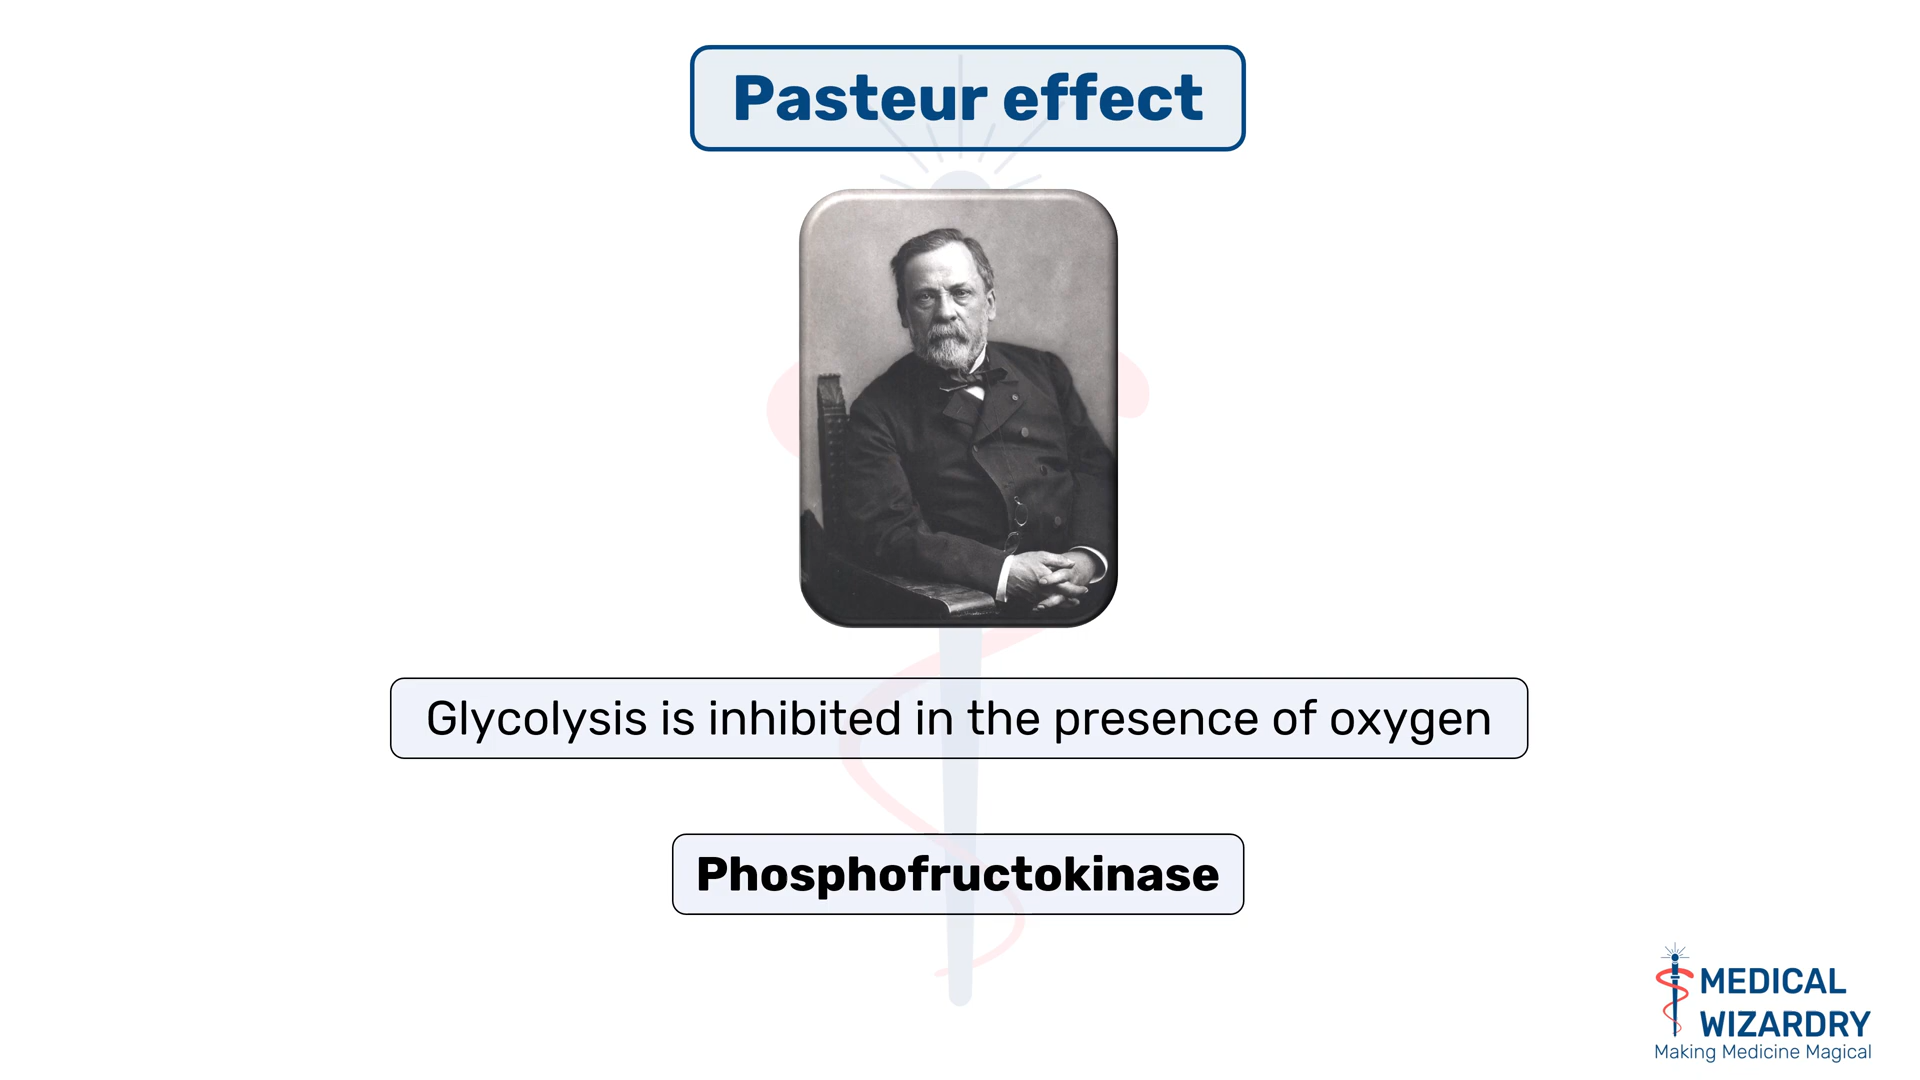 Pasteur effect
Glycolysis is inhibited in the presence of oxygen
Phosphofructokinase
MEDICAL
WIZARDRY
Making Medicine Magical